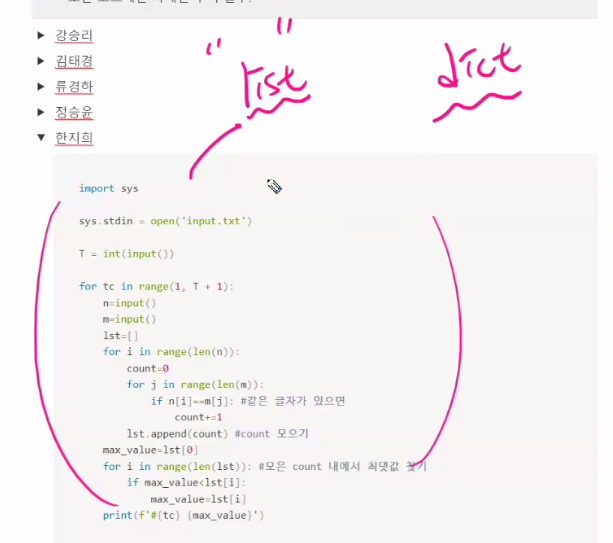 " "
list
dict
▶ 강승리
▶ 김태경
▶ 류경하
▶ 정승윤
▼ 한지희
import sys
sys.stdin = open('input.txt')
T = int(input())
for tc in range(1, T + 1):
    n=input()
    m=input()
    lst=[]
    for i in range(len(n)):
        count=0
        for j in range(len(m)):
            if n[i]==m[j]: #같은 글자가 있으면
                count+=1
        lst.append(count) #count 모으기
    max_value=lst[0]
    for i in range(len(lst)): #모은 count 내에서 최댓값 찾기
        if max_value<lst[i]:
            max_value=lst[i]
    print(f'#{tc} {max_value}')